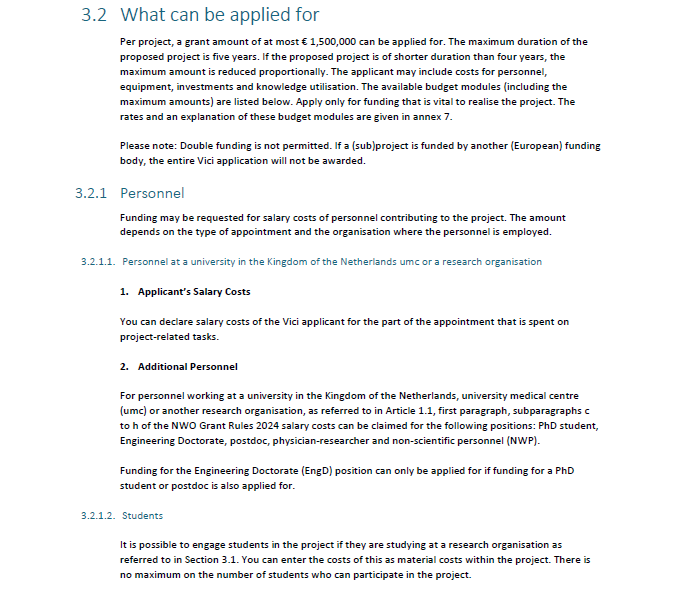 3.2 What can be applied for
Per project, a grant amount of at most € 1,500,000 can be applied for. The maximum duration of the
proposed project is five years. If the proposed project is of shorter duration than four years, the
maximum amount is reduced proportionally. The applicant may include costs for personnel,
equipment, investments and knowledge utilisation. The available budget modules (including the
maximum amounts) are listed below. Apply only for funding that is vital to realise the project. The
rates and an explanation of these budget modules are given in annex 7.
Please note: Double funding is not permitted. If a (sub)project is funded by another (European) funding
body, the entire Vici application will not be awarded.
3.2.1 Personnel
Funding may be requested for salary costs of personnel contributing to the project. The amount
depends on the type of appointment and the organisation where the personnel is employed.
3.2.1.1. Personnel at a university in the Kingdom of the Netherlands umc or a research organisation
1. Applicant's Salary Costs
You can declare salary costs of the Vici applicant for the part of the appointment that is spent on
project-related tasks.
2. Additional Personnel
For personnel working at a university in the Kingdom of the Netherlands, university medical centre
(umc) or another research organisation, as referred to in Article 1.1, first paragraph, subparagraphs c
to h of the NWO Grant Rules 2024 salary costs can be claimed for the following positions: PhD student,
Engineering Doctorate, postdoc, physician-researcher and non-scientific personnel (NWP).
Funding for the Engineering Doctorate (EngD) position can only be applied for if funding for a PhD
student or postdoc is also applied for.
3.2.1.2. Students
It is possible to engage students in the project if they are studying at a research organisation as
referred to in Section 3.1. You can enter the costs of this as material costs within the project. There is
no maximum on the number of students who can participate in the project.